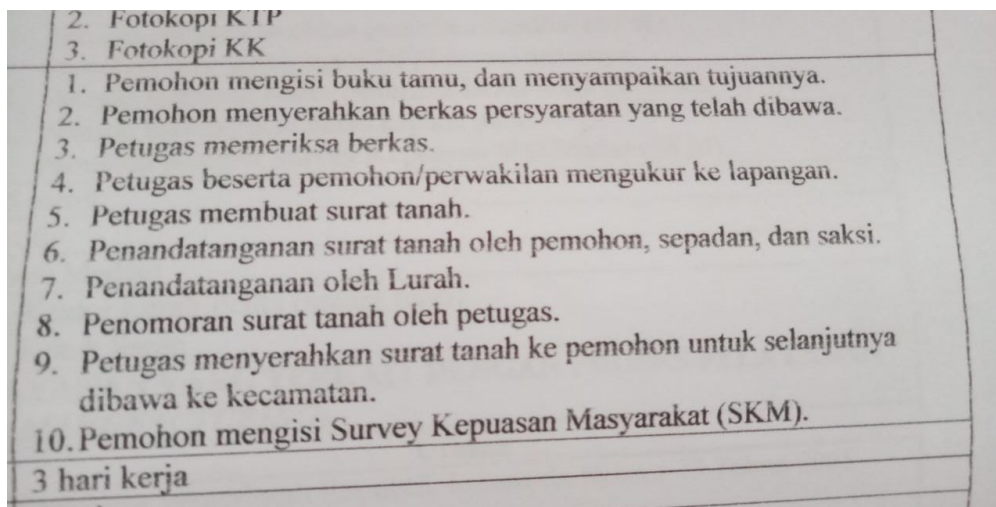 2. Fotokopi KTP
3. Fotokopi KK
1. Pemohon mengisi buku tamu, dan menyampaikan tujuannya.
2. Pemohon menyerahkan berkas persyaratan yang telah dibawa.
3. Petugas memeriksa berkas.
4. Petugas beserta pemohon/perwakilan mengukur ke lapangan.
5. Petugas membuat surat tanah.
6. Penandatanganan surat tanah oleh pemohon, sepadan, dan saksi.
7. Penandatanganan oleh Lurah.
8. Penomoran surat tanah oleh petugas.
9. Petugas menyerahkan surat tanah ke pemohon untuk selanjutnya
dibawa ke kecamatan.
10. Pemohon mengisi Survey Kepuasan Masyarakat (SKM).
3 hari kerja